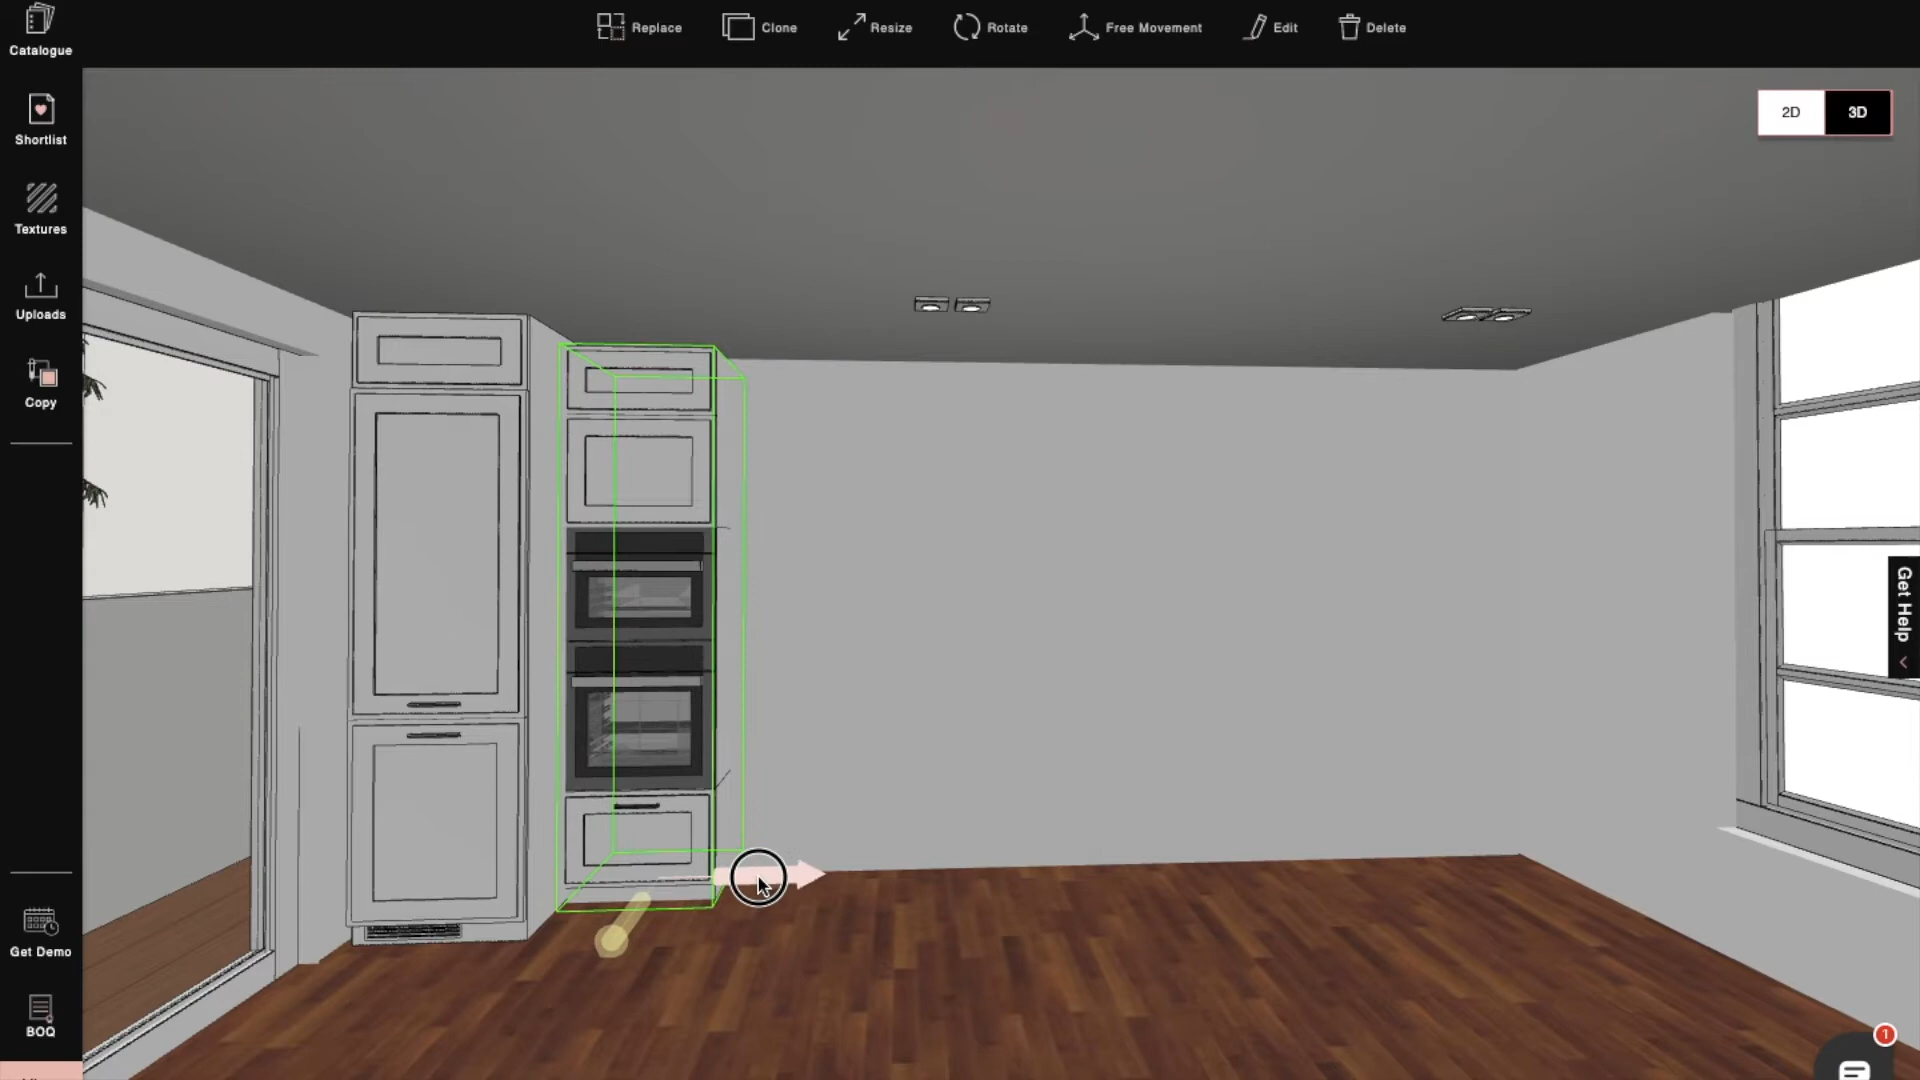 Replace
Clone
Resize
Rotate
Free Movement
Edit
Delete
Catalogue
Shortlist
Textures
Uploads
Copy
Get Demo
BOQ
2D
3D
Get Help
1